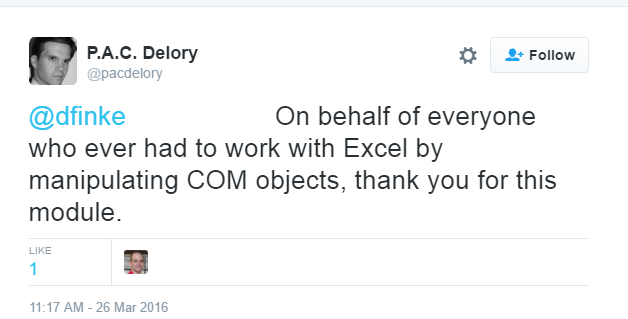 P.A.C. Delory
@pacdelory
Follow
@dfinke On behalf of everyone
who ever had to work with Excel by
manipulating COM objects, thank you for this
module.
LIKE
1
11:17 AM - 26 Mar 2016